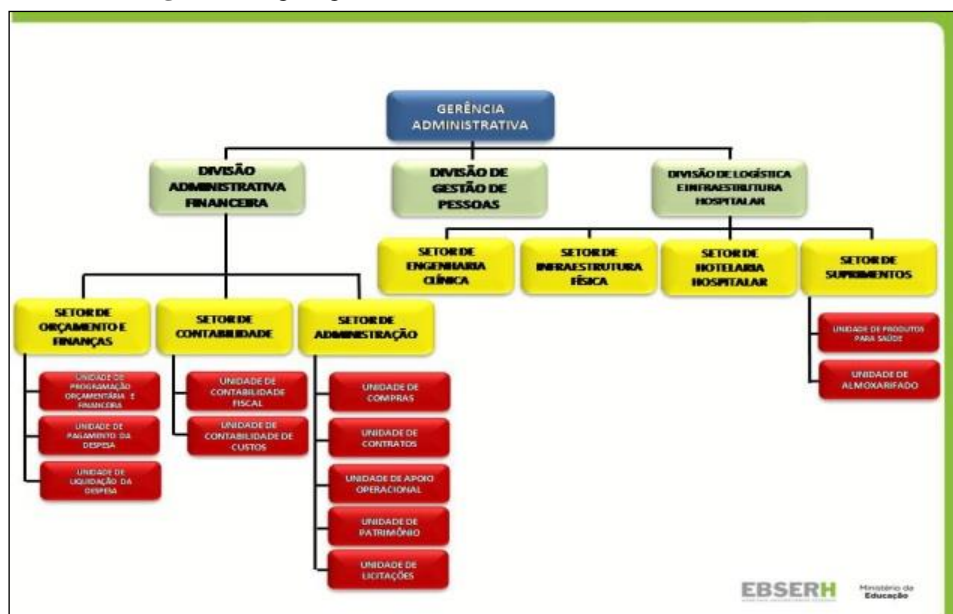 GERÊNCIA
ADMINISTRATIVA
DIVISÃO
ADMINISTRATIVA
FINANCEIRA
DIVISÃO DE
GESTÃO DE
PESSOAS
DIVISÃO DE LOGÍSTICA
E INFRAESTRUTURA
HOSPITALAR
SETOR DE
ENGENHARIA
CLÍNICA
SETOR DE
INFRAESTRUTURA
FÍSICA
SETOR DE
HOTELARIA
HOSPITALAR
SETOR DE
SUPRIMENTOS
SETOR DE
ORÇAMENTO E
FINANÇAS
SETOR DE
CONTABILIDADE
SETOR DE
ADMINISTRAÇÃO
UNIDADE DE PRODUTOS
PARA SAÚDE
UNIDADE DE
ALMOXARIFADO
UNIDADE DE
PROGRAMAÇÃO
ORÇAMENTÁRIA E
FINANCEIRA
UNIDADE DE
PAGAMENTO DA
DESPESA
UNIDADE DE
LIQUIDAÇÃO DA
DESPESA
UNIDADE DE
CONTABILIDADE
FISCAL
UNIDADE DE
CONTABILIDADE DE
CUSTOS
UNIDADE DE
COMPRAS
UNIDADE DE
CONTRATOS
UNIDADE DE APOIO
OPERACIONAL
UNIDADE DE
PATRIMÔNIO
UNIDADE DE
LICITAÇÕES
EBSERH
Ministério da
Educação